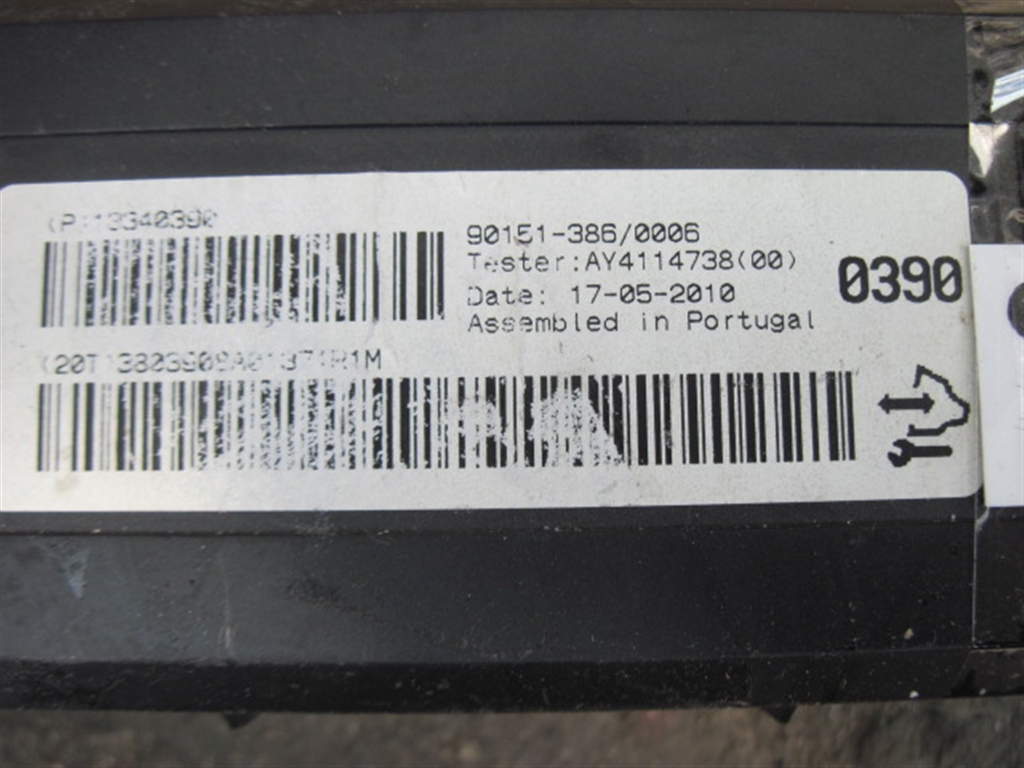 (P)13340390
90151-386/0006
Tester:AY4114738(00)
Date: 17-05-2010
Assembled in Portugal
0390